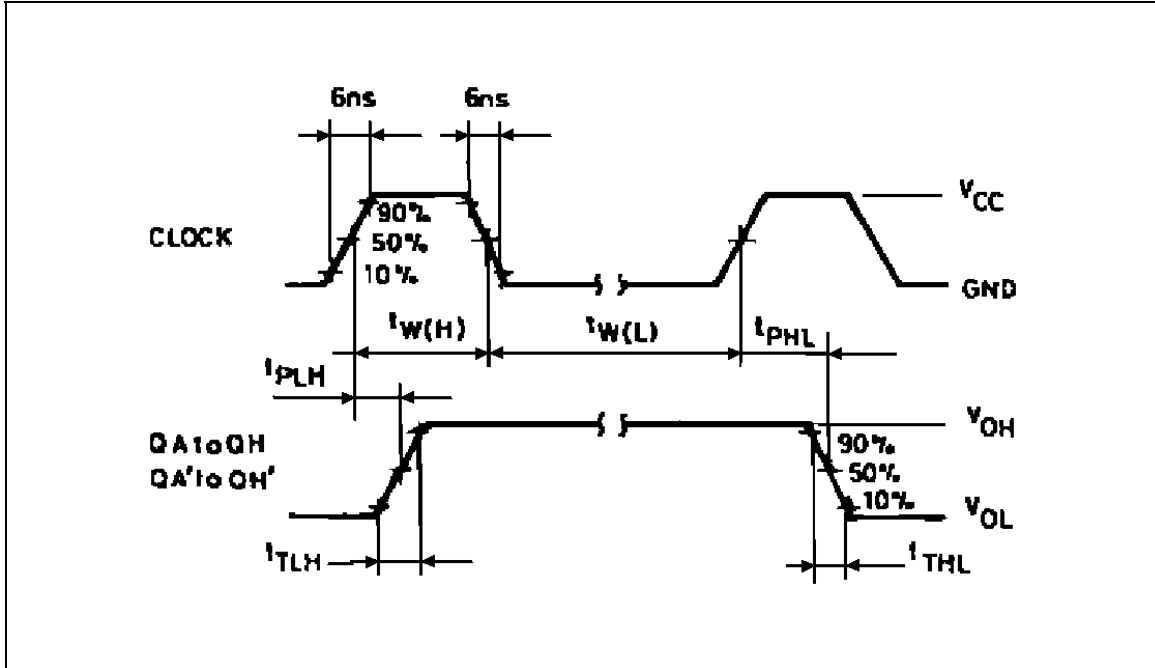 6ns 6ns
VCC
90%
CLOCK 50%
10%
GND
tW(H) tW(L) tPHL
tPLH
VOH
QA to QH 90%
QA' to QH' 50%
10%
VOL
tTLH tTHL